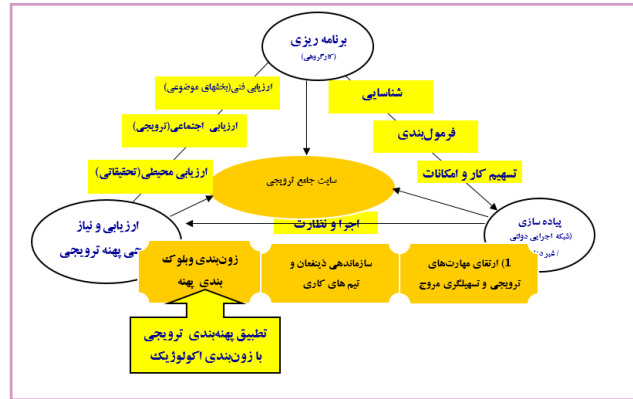 برنامه ریزی
(کارگروهی)
ارزیابی فنی(بخشهای موضوعی)
شناسایی
ارزیابی اجتماعی(ترویجی)
فرمول‌بندی
ارزیابی محیطی(تحقیقاتی)
تسهیم کار و امکانات
سایت جامع ترویجی
ارزیابی و نیاز
پهنه ترویجی
اجرا و نظارت
پیاده سازی
(شبکه اجرایی دولتی
زون‌بندی وبلوک
بندی پهنه
سازماندهی ذینفعان و
تیم های کاری
1) ارتقای مهارت‌های
ترویجی و تسهیلگری مروج
تطبیق پهنه‌بندی ترویجی
با زون‌بندی اکولوژیک